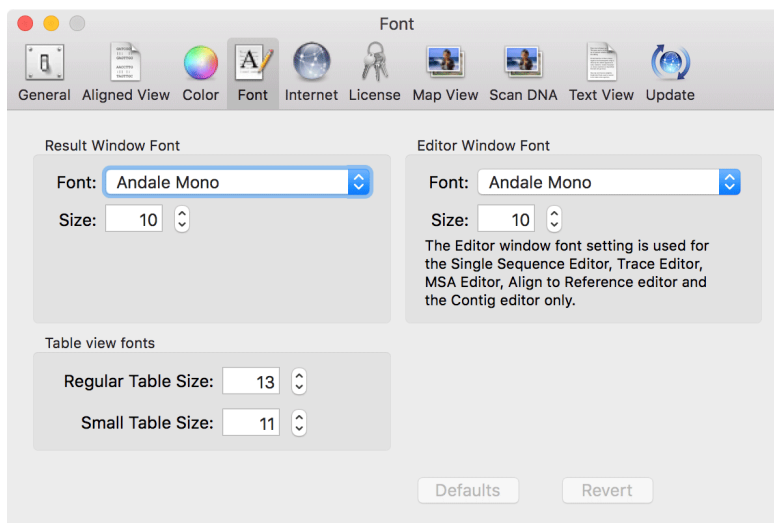 Font
General Aligned View Color Font Internet License Map View Scan DNA Text View Update
Result Window Font
Font: Andale Mono
Size: 10
Editor Window Font
Font: Andale Mono
Size: 10
The Editor window font setting is used for
the Single Sequence Editor, Trace Editor,
MSA Editor, Align to Reference editor and
the Contig editor only.
Table view fonts
Regular Table Size: 13
Small Table Size: 11
Defaults Revert